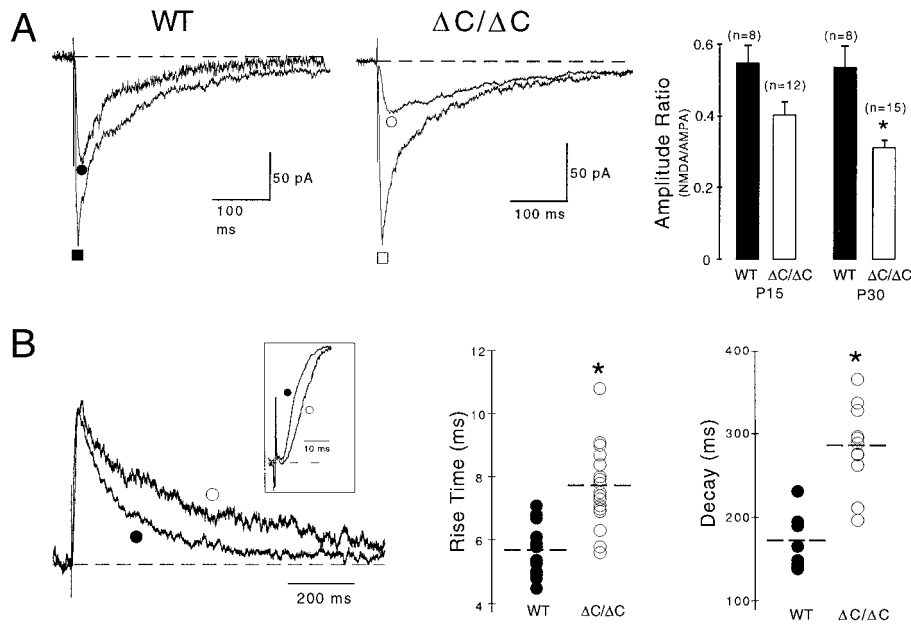 A
WT
ΔC/ΔC
50 pA
100
ms
50 pA
100 ms
Amplitude Ratio
(NMDA/AMPA)
0.6
0.4
0.2
0
(n=8)
(n=12)
(n=8)
(n=15)
*
WT
ΔC/ΔC
WT
ΔC/ΔC
P15
P30
B
10 ms
200 ms
Rise Time (ms)
12
10
8
6
4
*
WT
ΔC/ΔC
Decay (ms)
400
300
200
100
*
WT
ΔC/ΔC